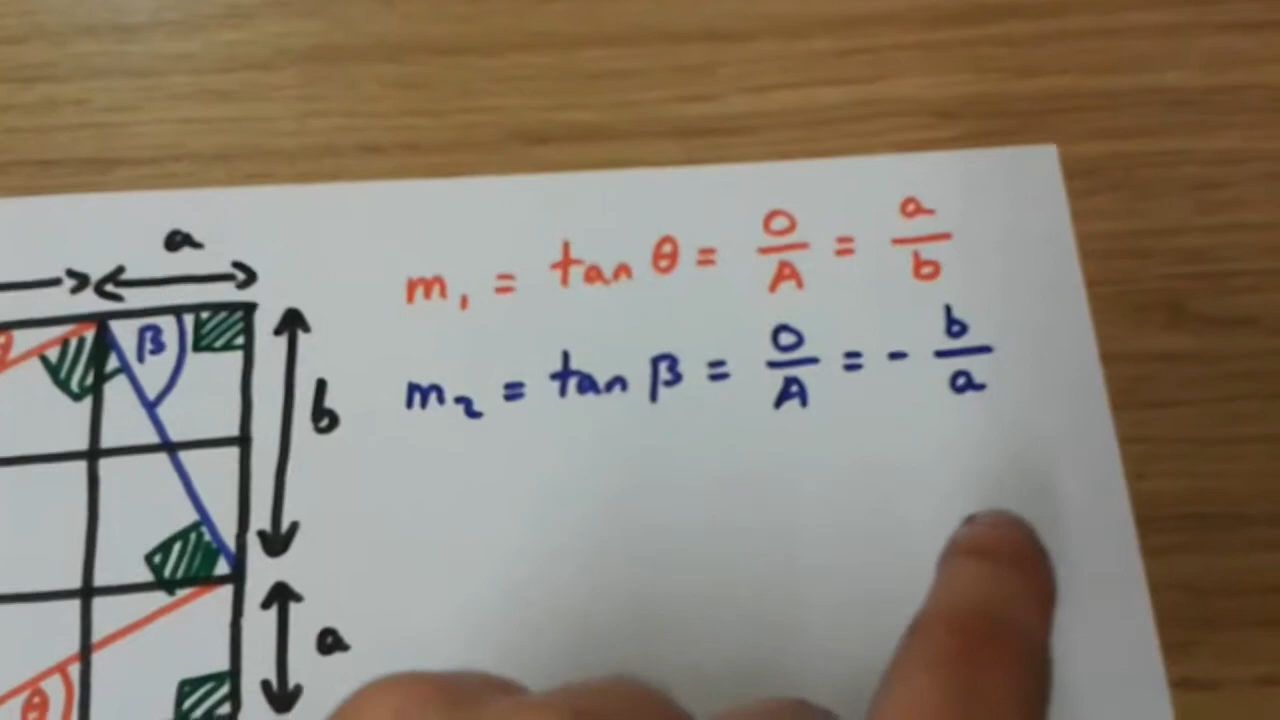 a
m₁ = tan θ = O/A = a/b
β
θ
b
m₂ = tan β = O/A = - b/a
a
θ